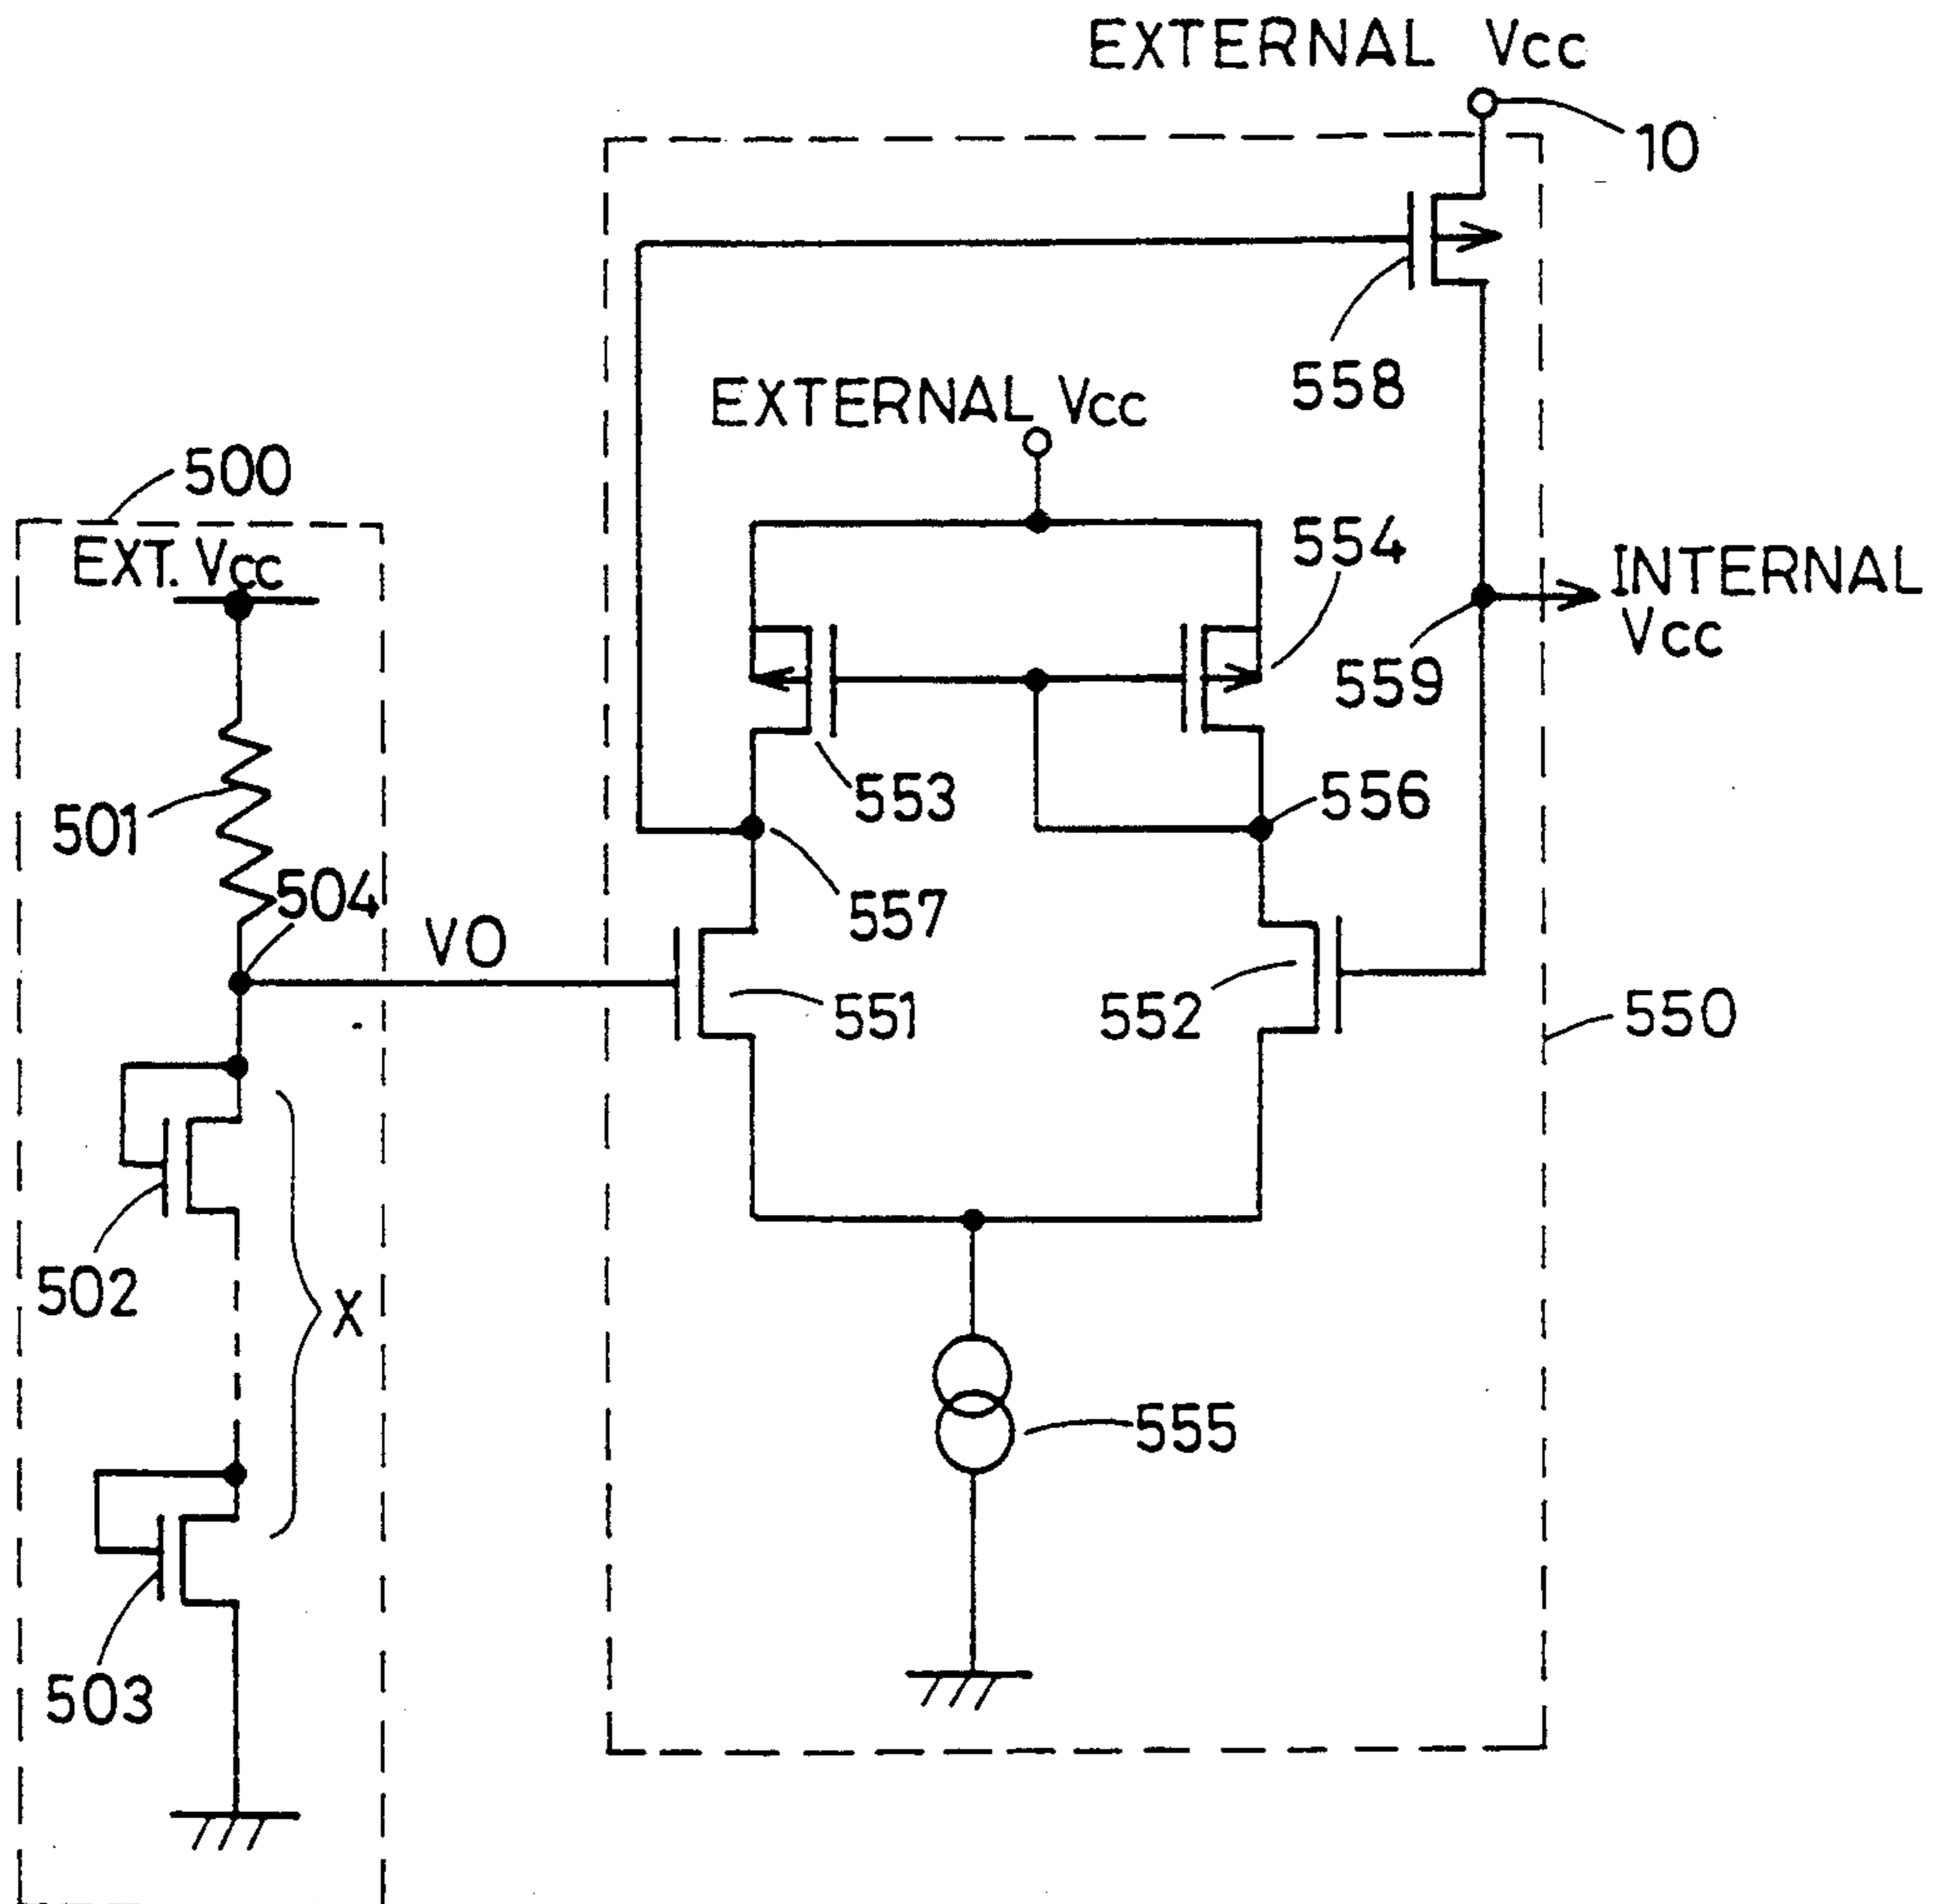 EXTERNAL Vcc
10
558
EXTERNAL Vcc
500
EXT. Vcc
554
INTERNAL
Vcc
559
553
556
501
504
557
VO
551
552
550
502
X
555
503